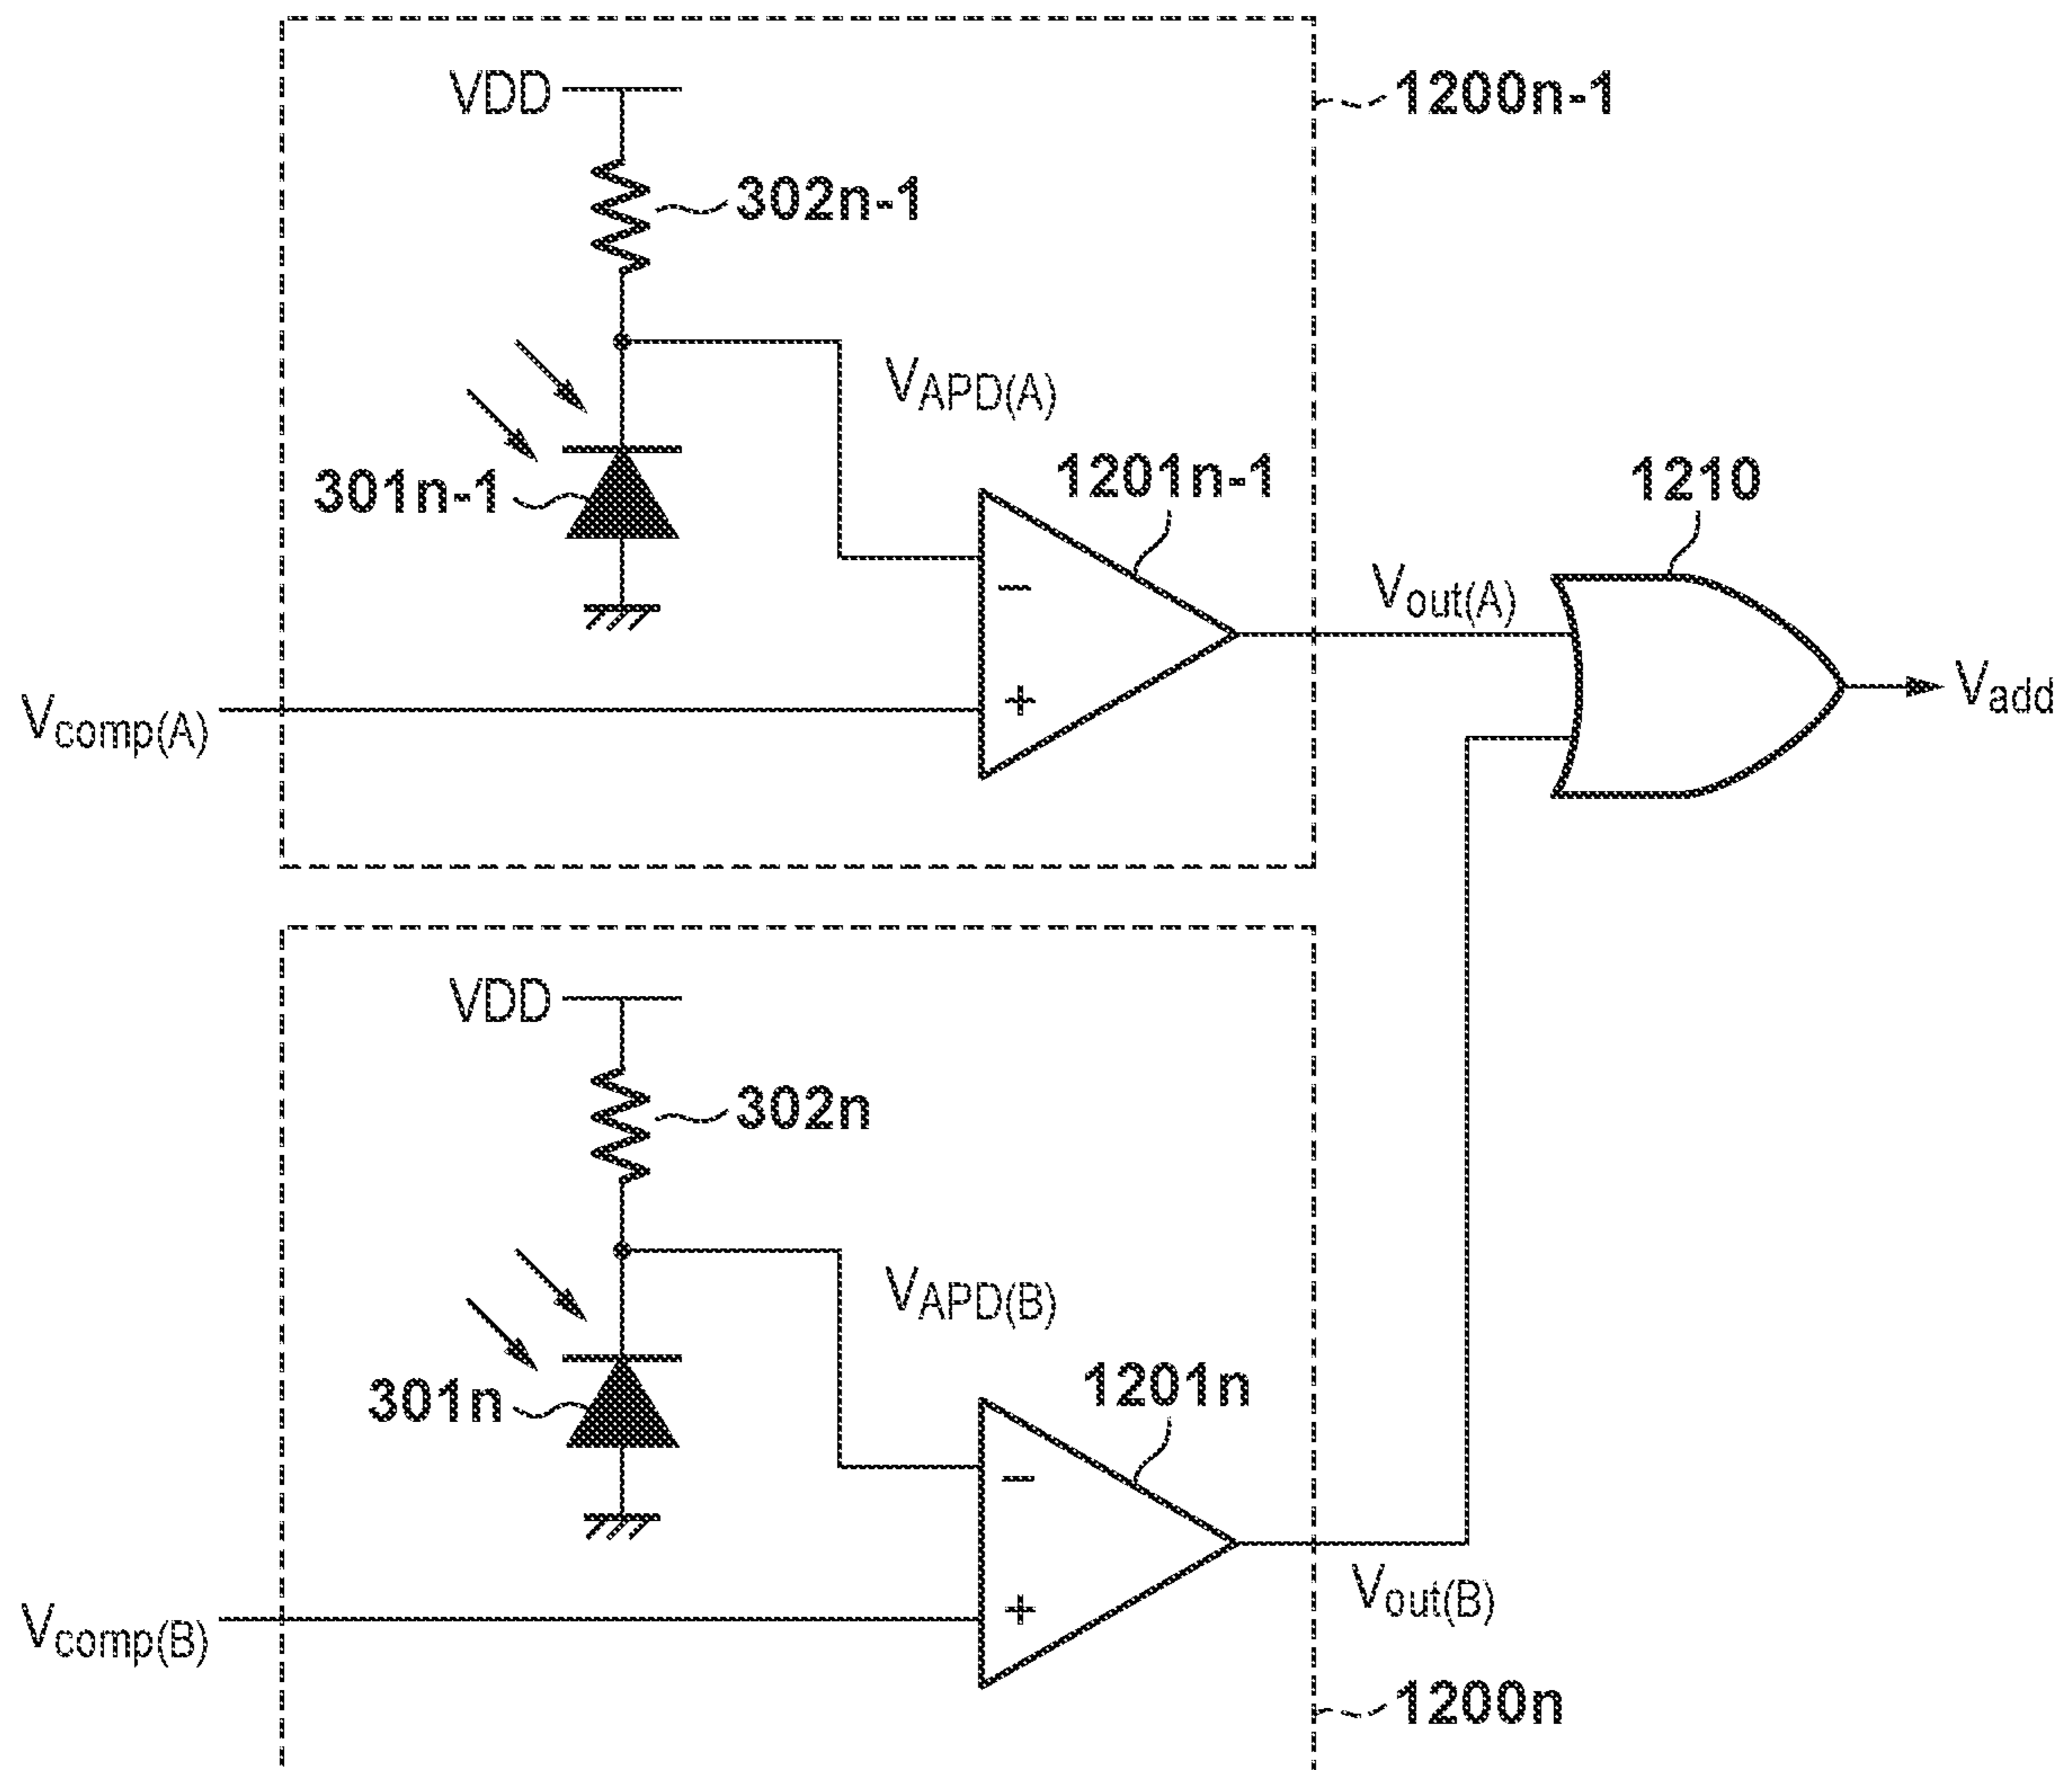 VDD
1200n-1
302n-1
VAPD(A)
301n-1
1201n-1
1210
Vout(A)
−
Vadd
Vcomp(A)
+
VDD
302n
VAPD(B)
301n
1201n
−
Vout(B)
Vcomp(B)
+
1200n